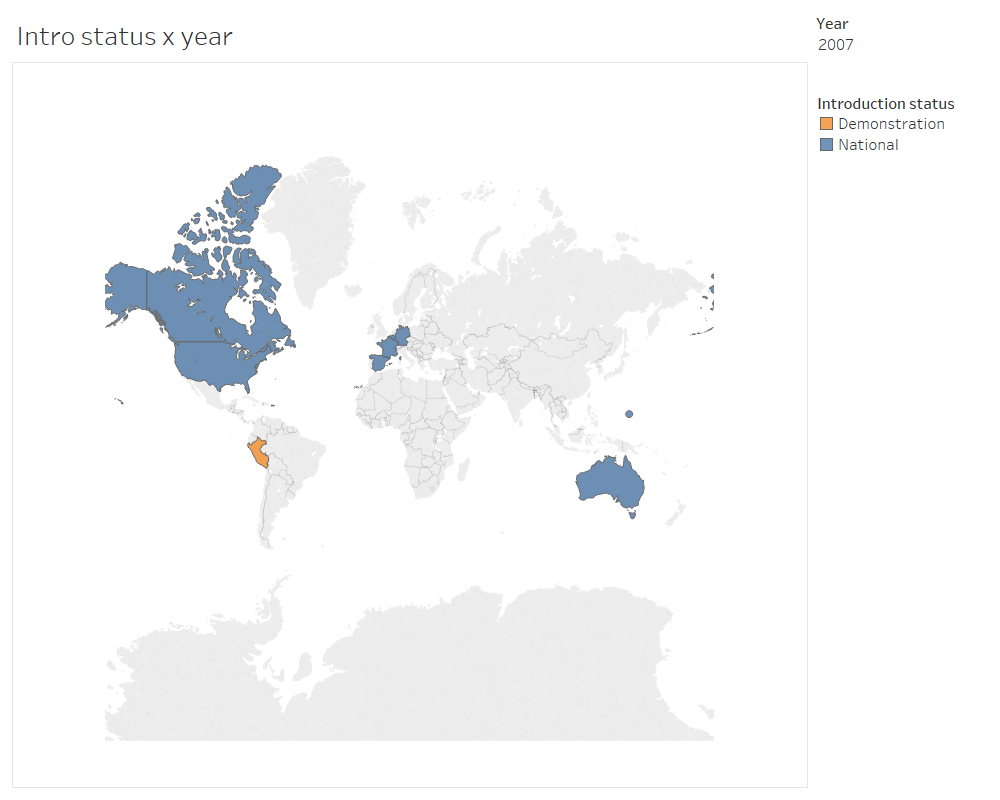 Intro status x year
Year
2007
Introduction status
Demonstration
National